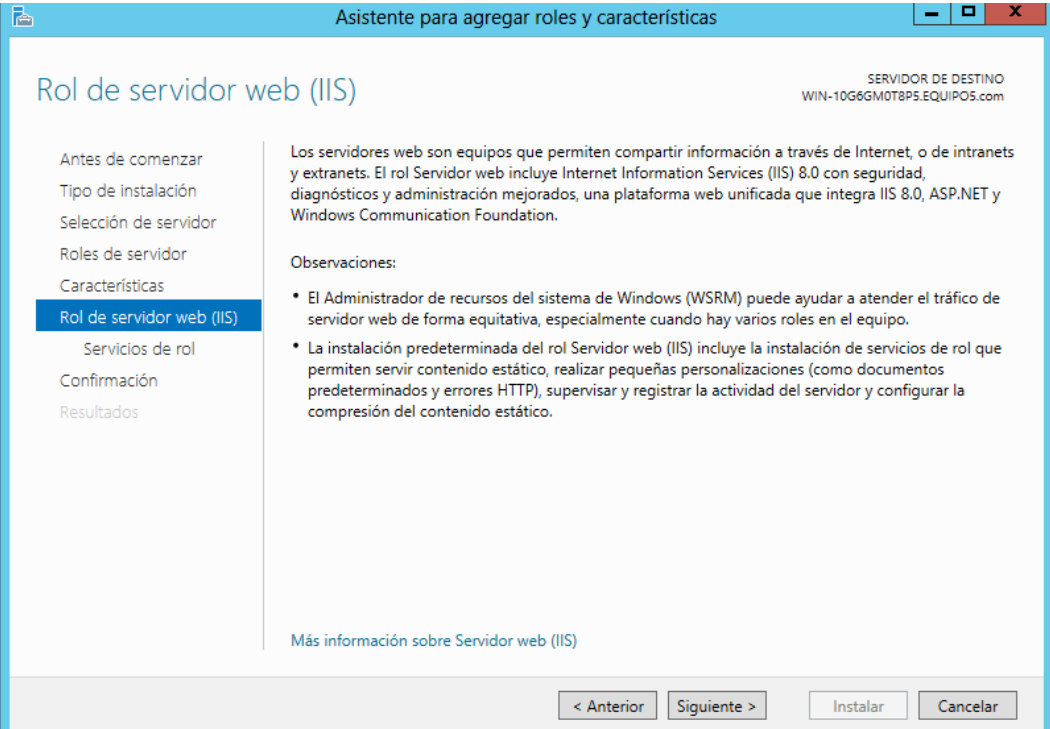 Asistente para agregar roles y características
Rol de servidor web (IIS)
SERVIDOR DE DESTINO
WIN-10G6GM0T8P5.EQUIPO5.com
Antes de comenzar
Tipo de instalación
Selección de servidor
Roles de servidor
Características
Rol de servidor web (IIS)
Servicios de rol
Confirmación
Resultados
Los servidores web son equipos que permiten compartir información a través de Internet, o de intranets
y extranets. El rol Servidor web incluye Internet Information Services (IIS) 8.0 con seguridad,
diagnósticos y administración mejorados, una plataforma web unificada que integra IIS 8.0, ASP.NET y
Windows Communication Foundation.
Observaciones:
• El Administrador de recursos del sistema de Windows (WSRM) puede ayudar a atender el tráfico de
servidor web de forma equitativa, especialmente cuando hay varios roles en el equipo.
• La instalación predeterminada del rol Servidor web (IIS) incluye la instalación de servicios de rol que
permiten servir contenido estático, realizar pequeñas personalizaciones (como documentos
predeterminados y errores HTTP), supervisar y registrar la actividad del servidor y configurar la
compresión del contenido estático.
Más información sobre Servidor web (IIS)
< Anterior
Siguiente >
Instalar
Cancelar